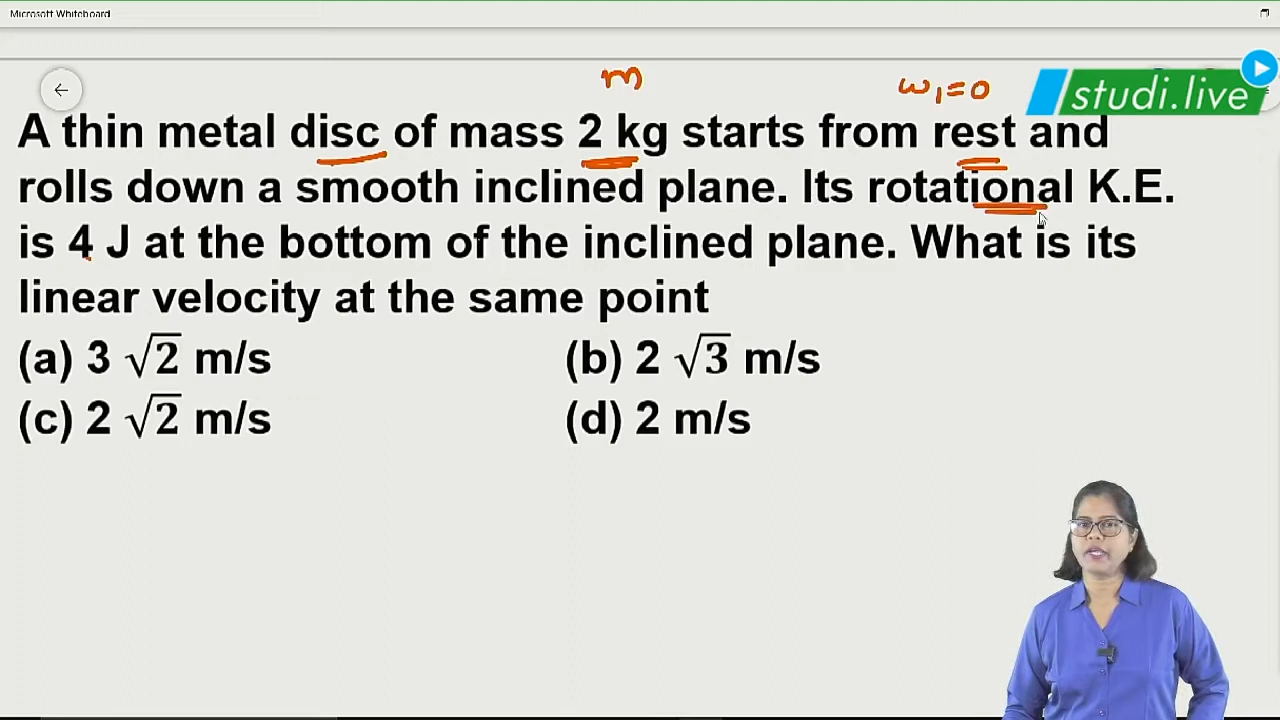 Microsoft Whiteboard
m
ω₁=0
studi.live
A thin metal disc of mass 2 kg starts from rest and
rolls down a smooth inclined plane. Its rotational K.E.
is 4 J at the bottom of the inclined plane. What is its
linear velocity at the same point
(a) 3 √2 m/s (b) 2 √3 m/s
(c) 2 √2 m/s (d) 2 m/s